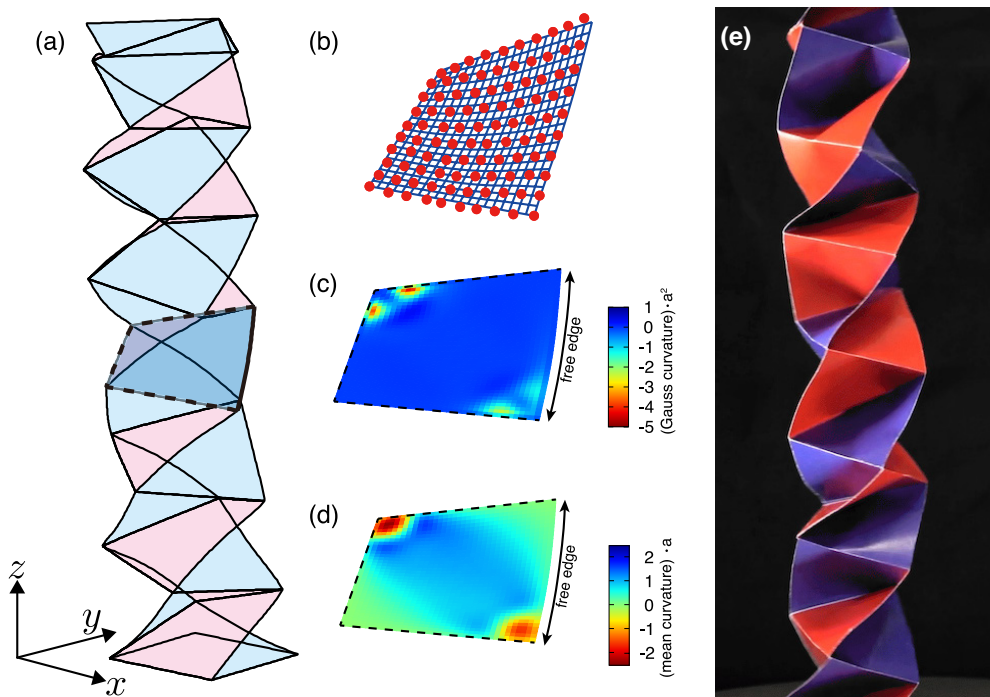 (a)
z
y
x
(b)
(c)
free edge
1
0
-1
-2
-3
-4
-5
(Gauss curvature)·a²
(d)
free edge
2
1
0
-1
-2
(mean curvature)·a
(e)